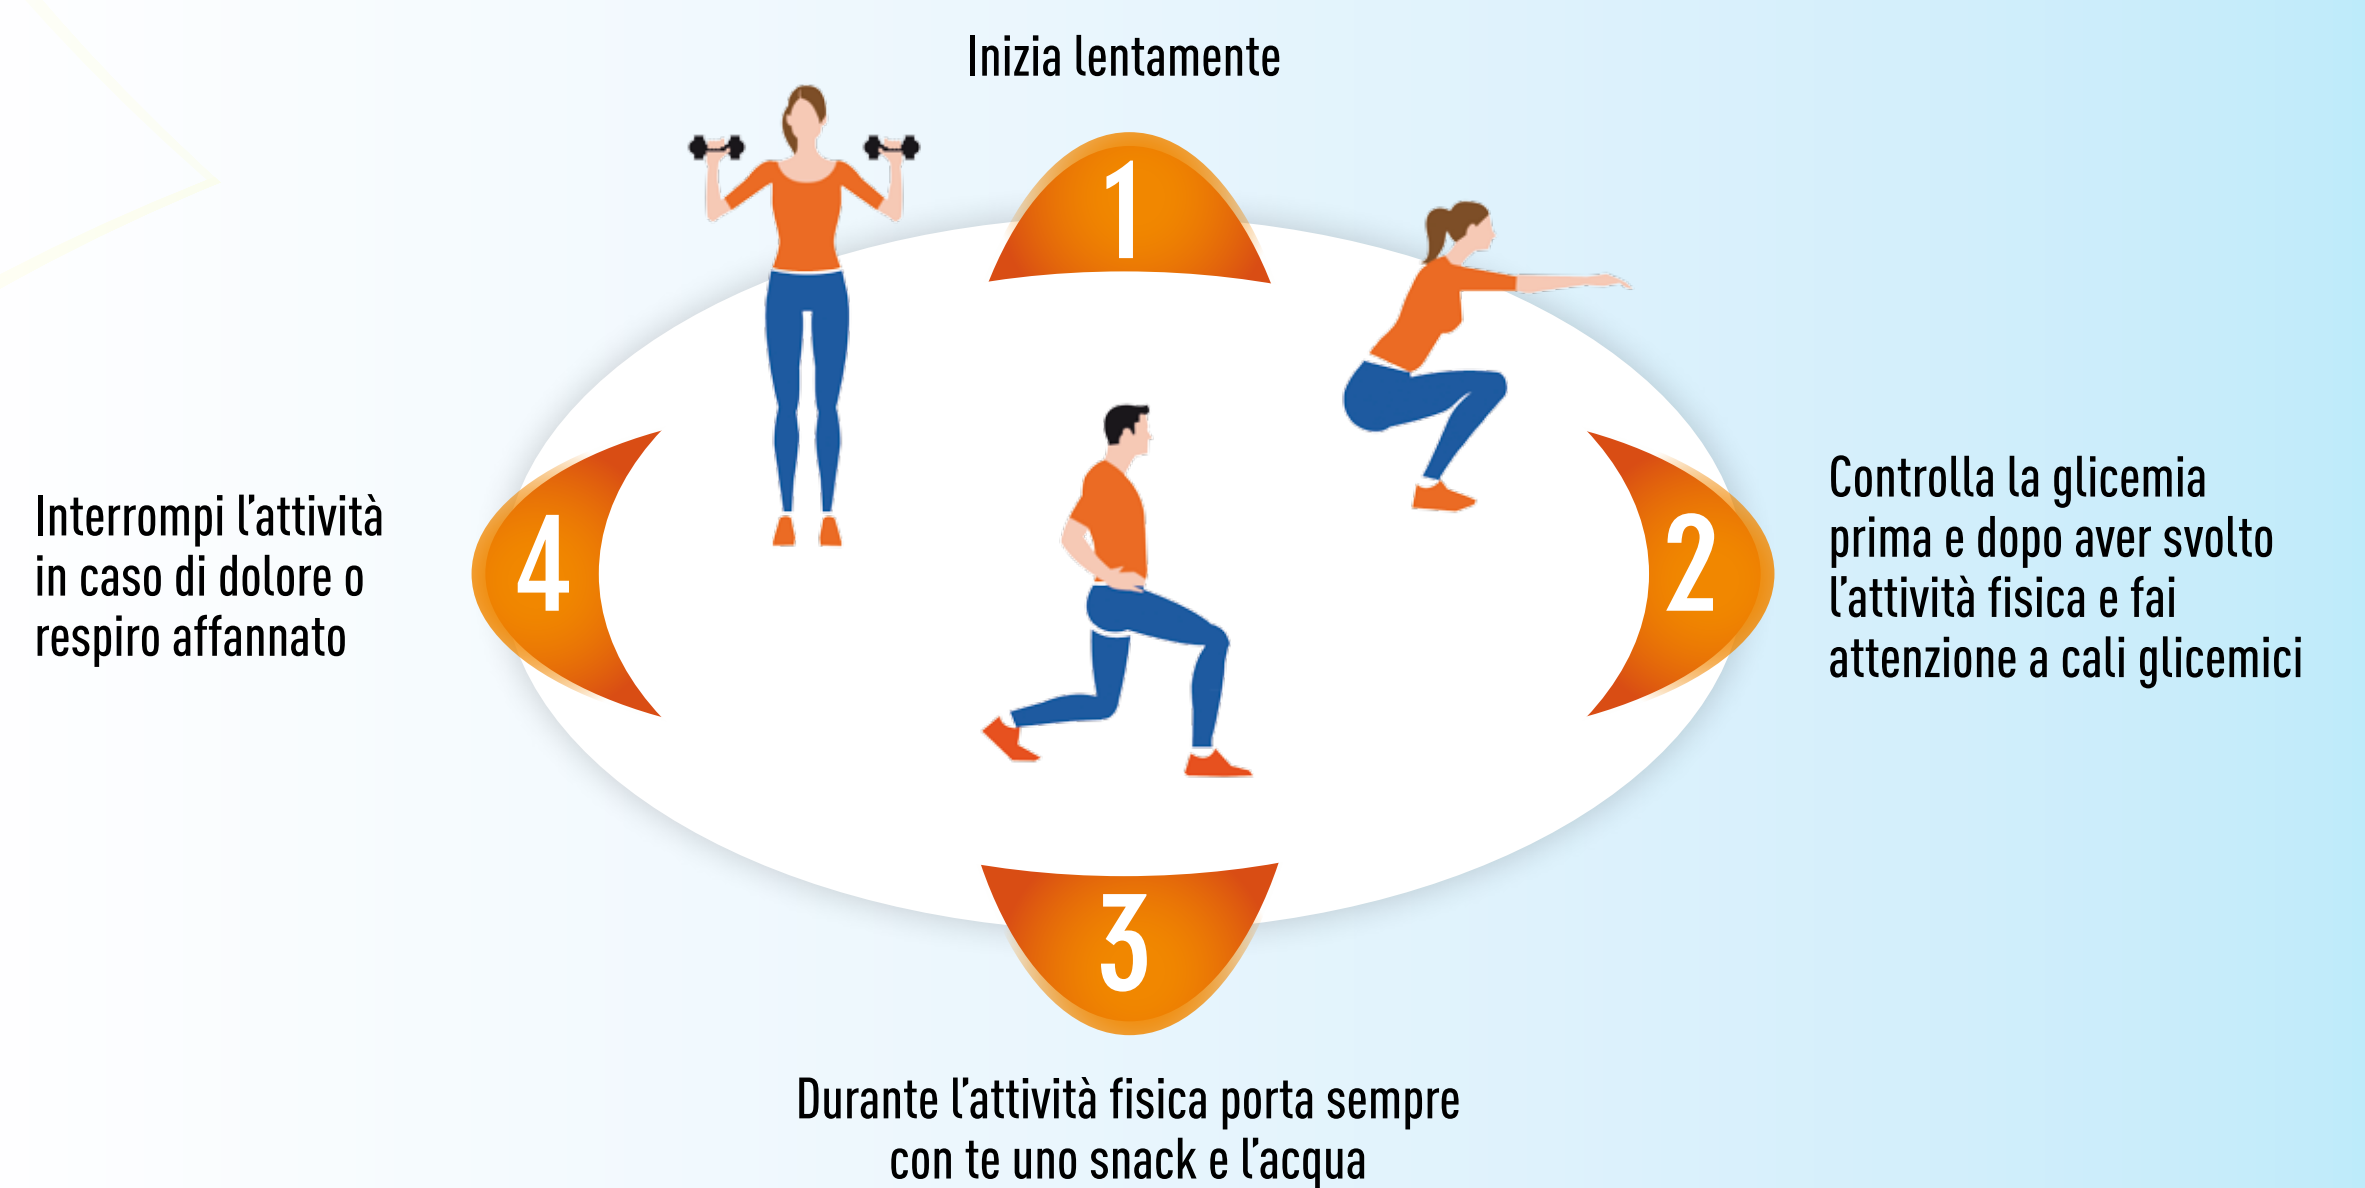 Inizia lentamente
1
Controlla la glicemia
prima e dopo aver svolto
l'attività fisica e fai
attenzione a cali glicemici
2
3
Durante l'attività fisica porta sempre
con te uno snack e l'acqua
Interrompi l'attività
in caso di dolore o
respiro affannato
4